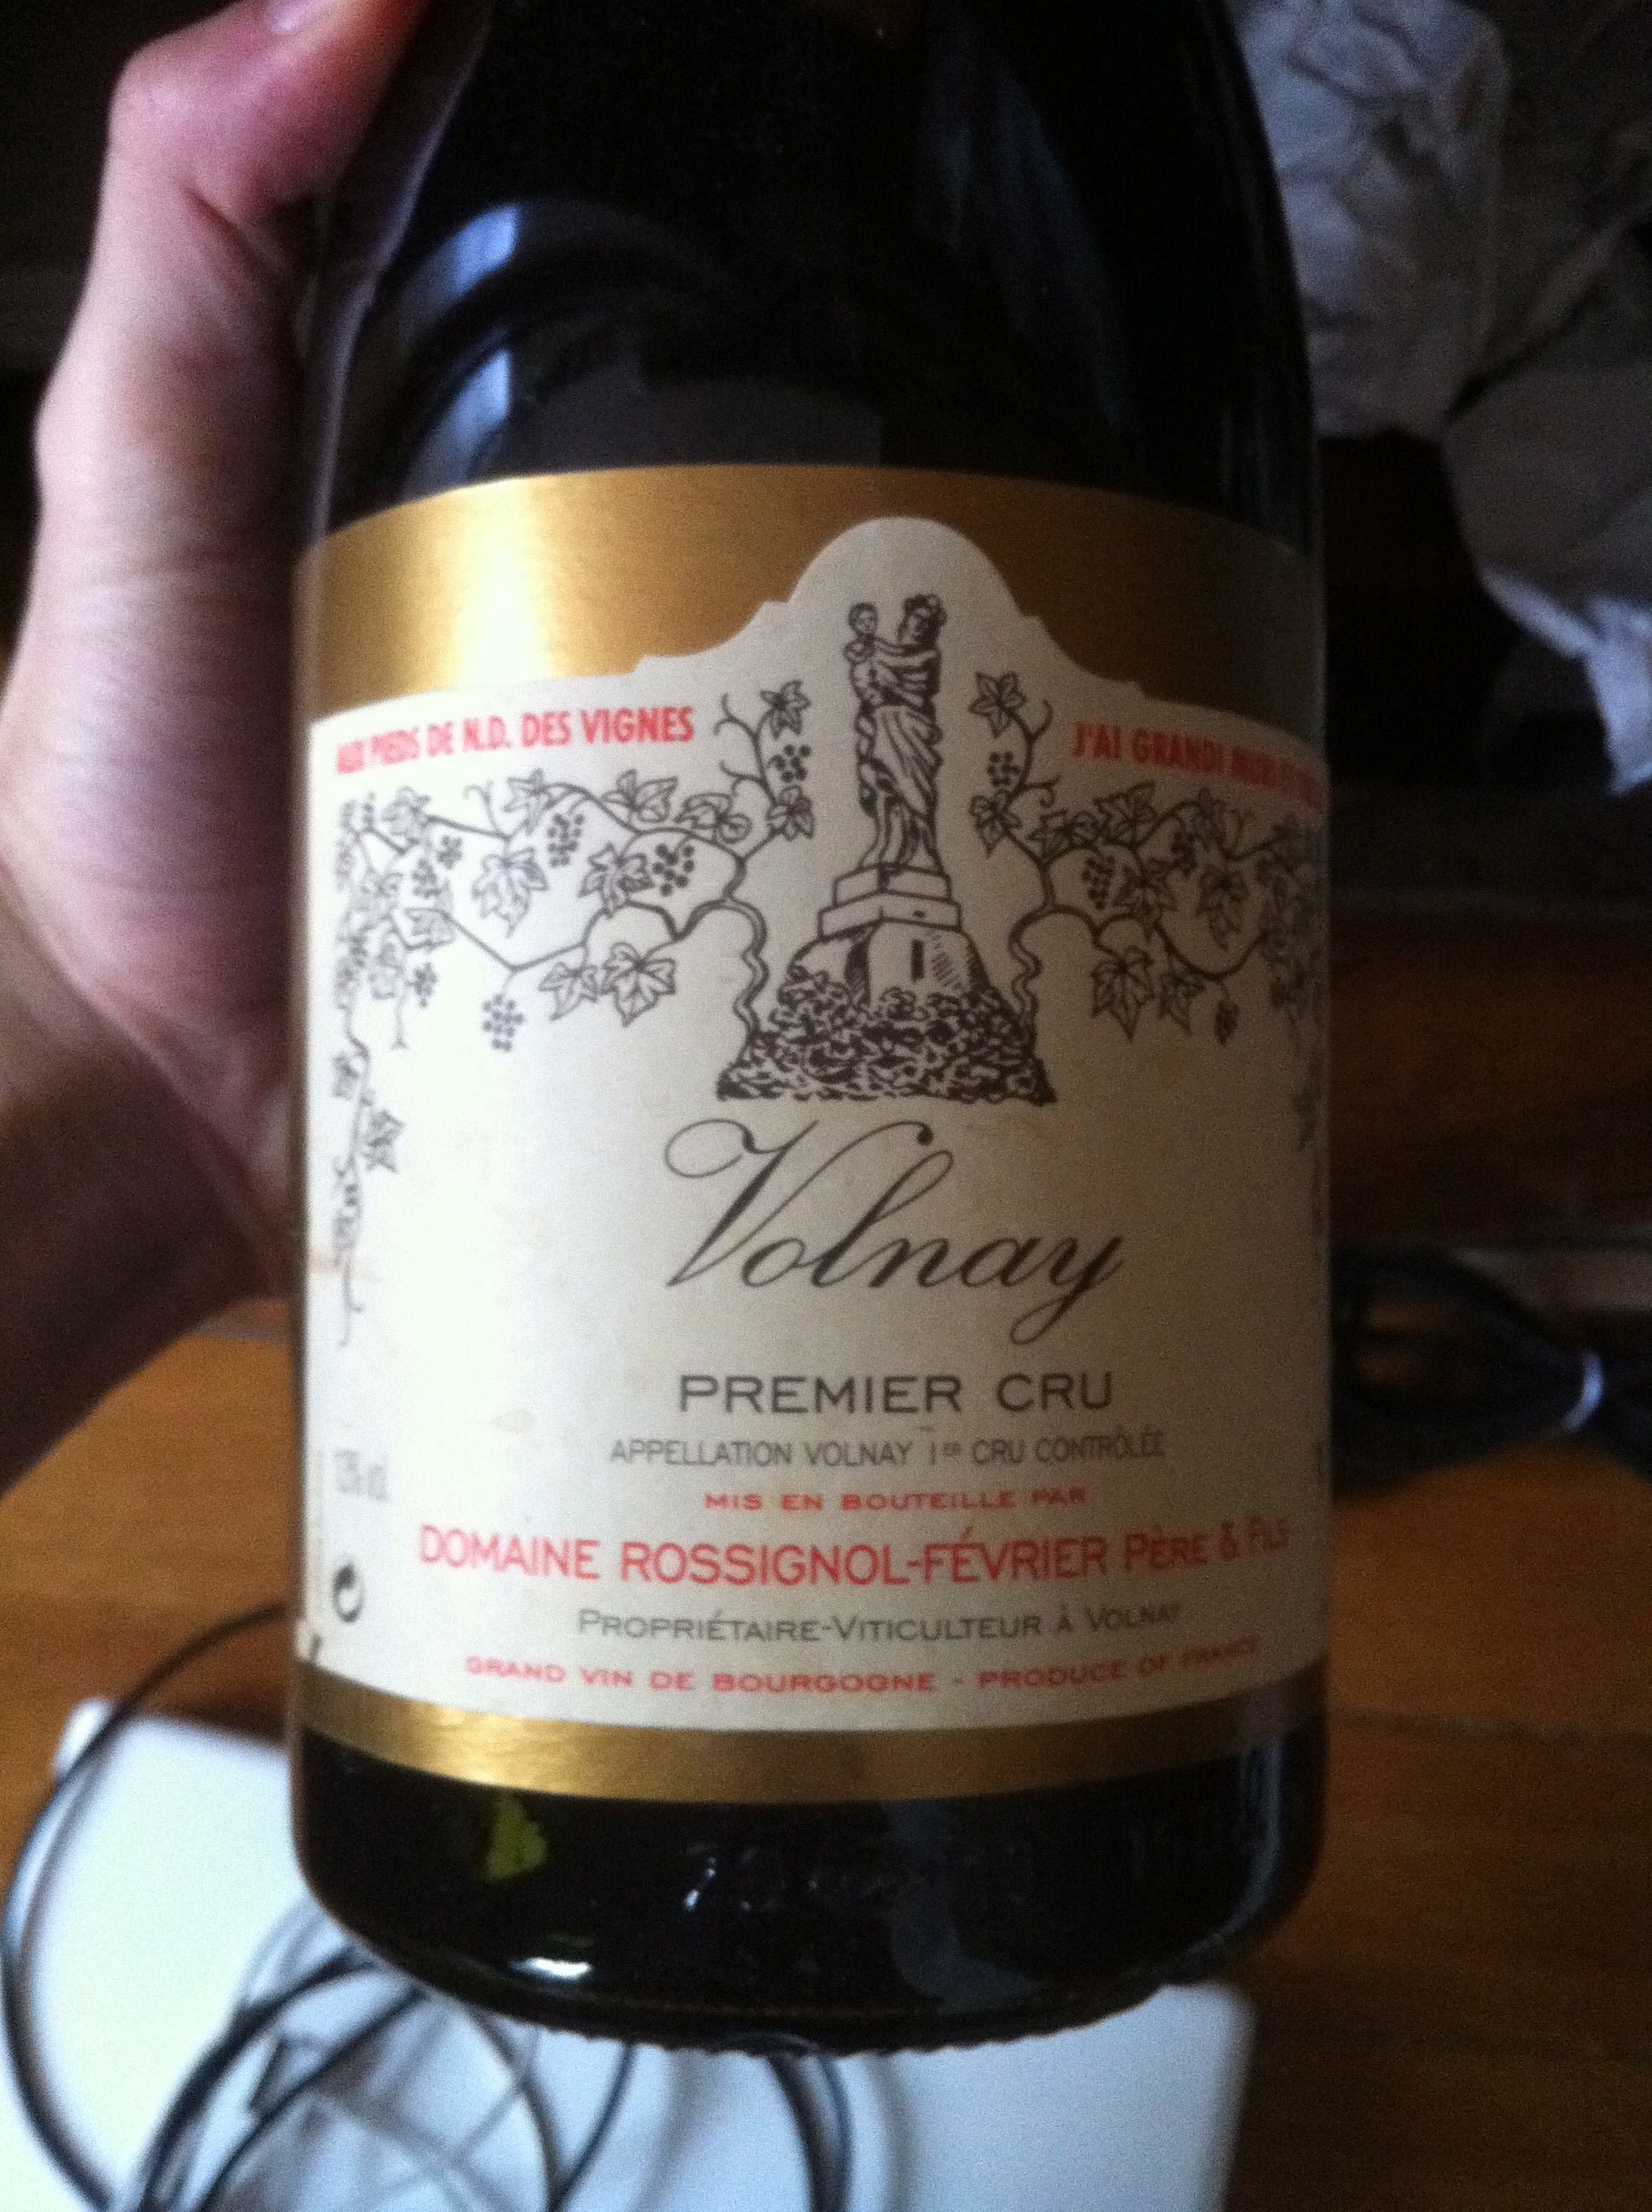 AUX PIEDS DE N.D. DES VIGNES
J'AI GRANDI
Volnay
PREMIER CRU
APPELLATION VOLNAY 1ER CRU CONTRÔLÉE
MIS EN BOUTEILLE PAR
DOMAINE ROSSIGNOL-FÉVRIER PÈRE & FILS
PROPRIÉTAIRE-VITICULTEUR À VOLNAY
GRAND VIN DE BOURGOGNE - PRODUCE OF FRANCE